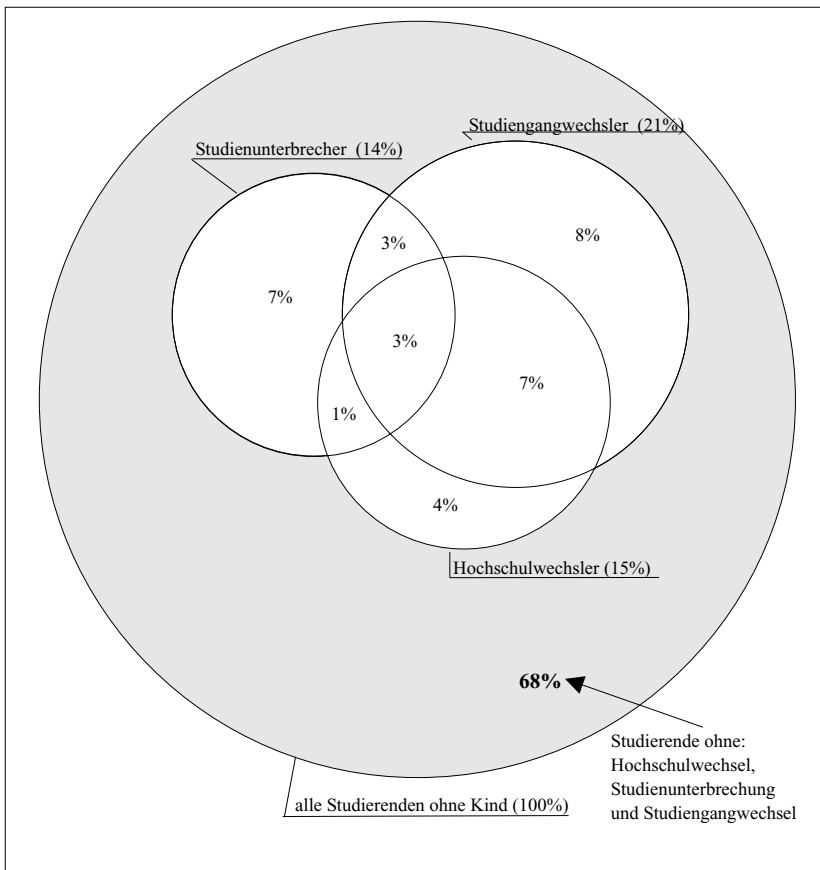 Studiengangwechsler (21%)
Studienunterbrecher (14%)
3%
8%
7%
3%
7%
1%
4%
Hochschulwechsler (15%)
68%
Studierende ohne:
Hochschulwechsel,
Studienunterbrechung
und Studiengangwechsel
alle Studierenden ohne Kind (100%)